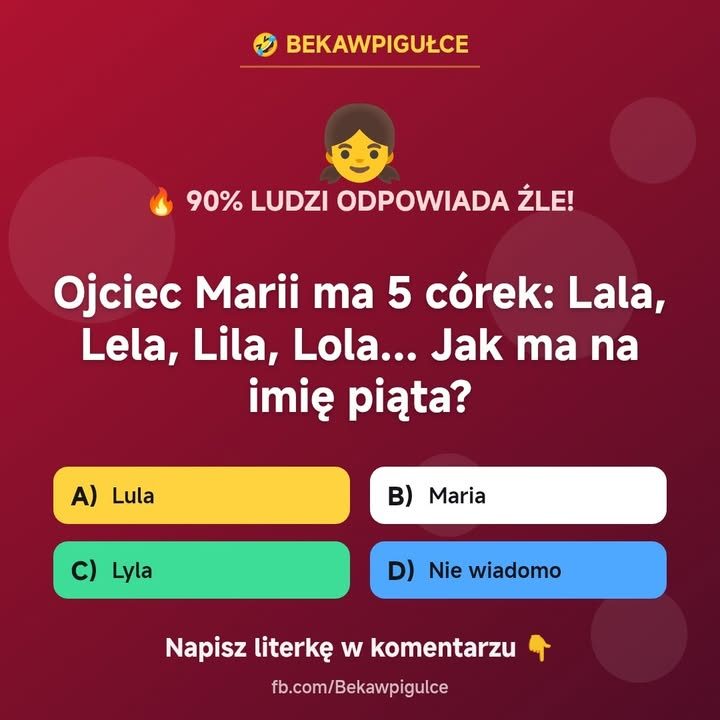 🤣 BEKAWPIGUŁCE
🔥 90% LUDZI ODPOWIADA ŹLE!
Ojciec Marii ma 5 córek: Lala,
Lela, Lila, Lola... Jak ma na
imię piąta?
A) Lula
B) Maria
C) Lyla
D) Nie wiadomo
Napisz literkę w komentarzu 👇
fb.com/Bekawpigulce